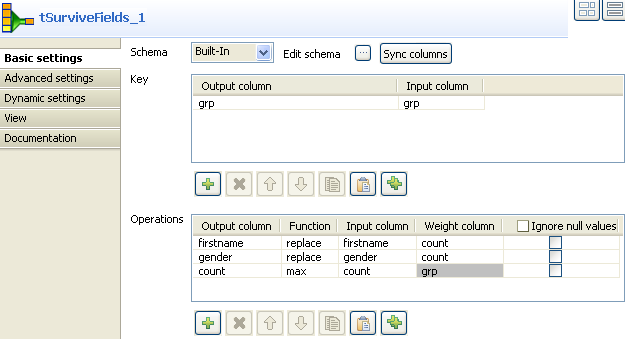 tSurviveFields_1
Basic settings
Advanced settings
Dynamic settings
View
Documentation
Schema Built-In Edit schema ... Sync columns
Key
Output column Input column
grp grp
Operations
Output column Function Input column Weight column Ignore null values
firstname replace firstname count
gender replace gender count
count max count grp